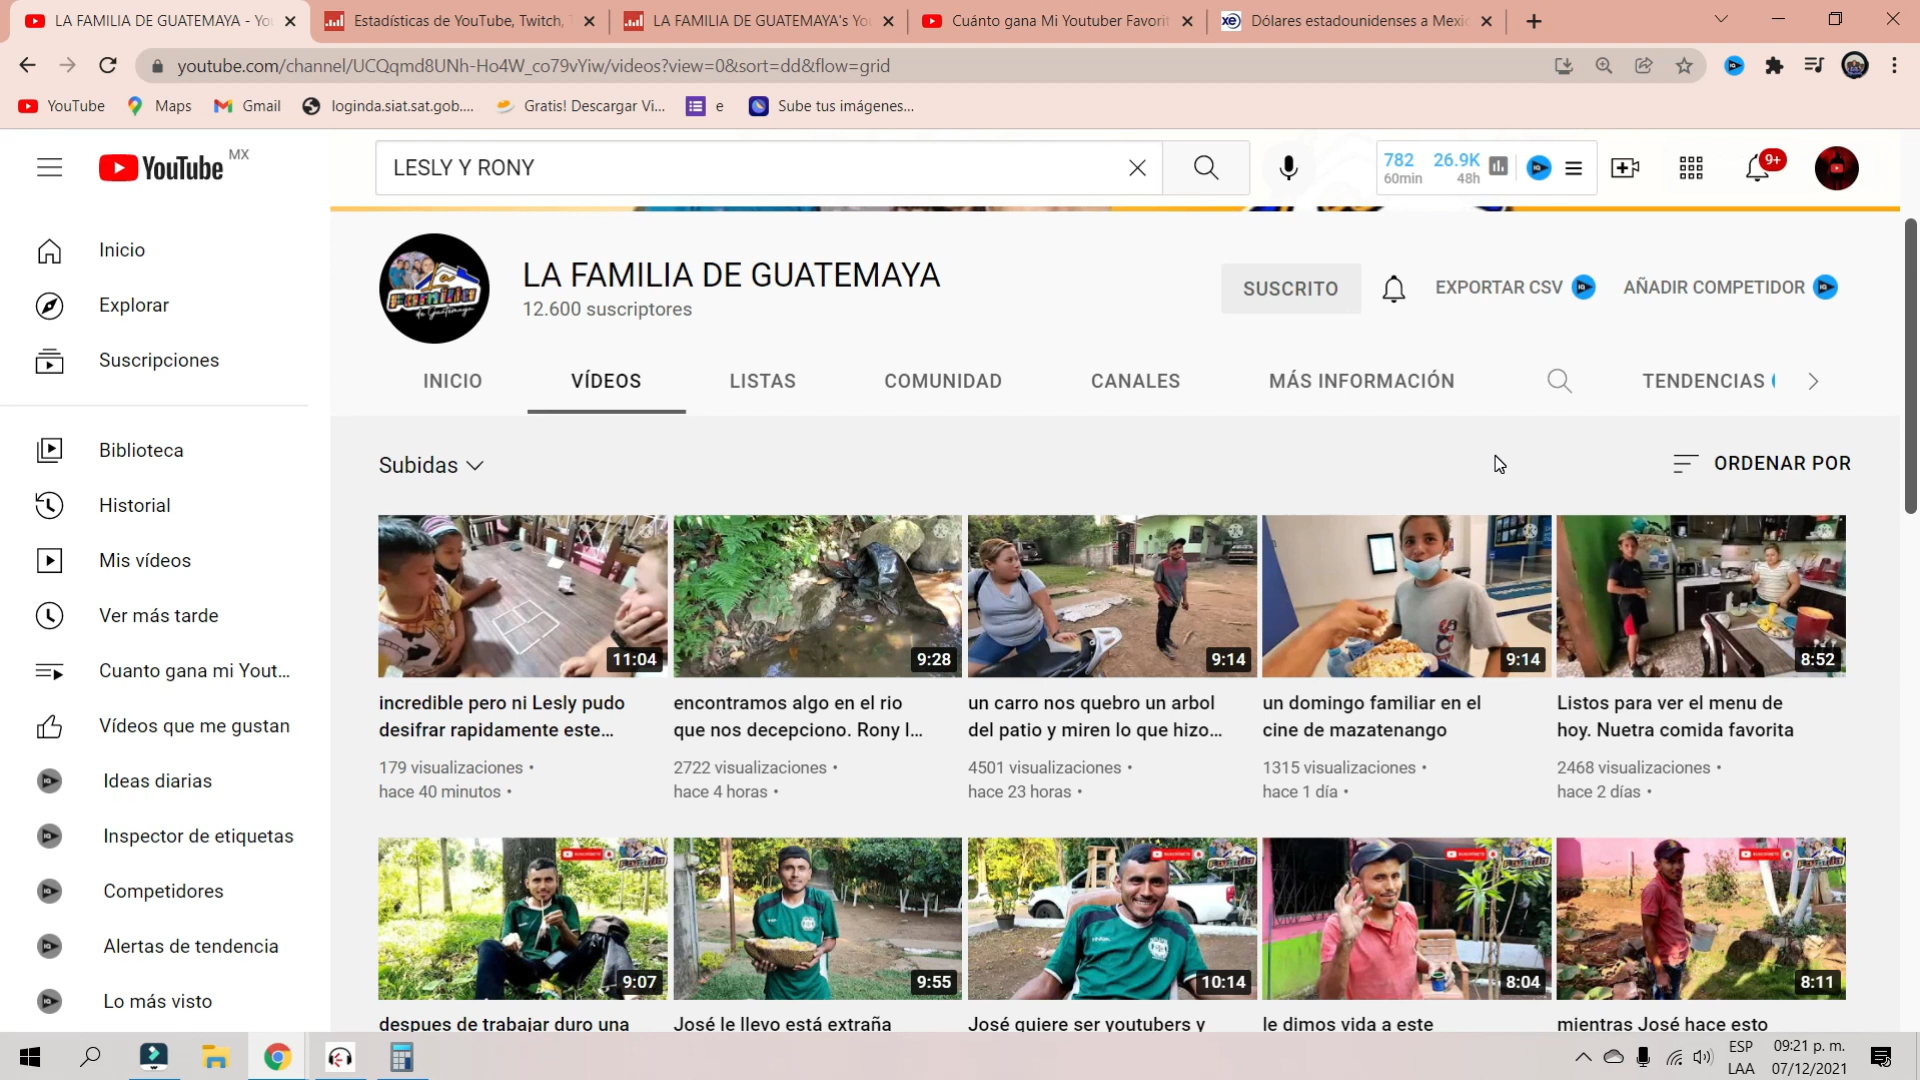 LA FAMILIA DE GUATEMAYA - Yo
Estadísticas de YouTube, Twitch, T
LA FAMILIA DE GUATEMAYA's Yo
Cuánto gana Mi Youtuber Favorit
Dólares estadounidenses a Mexic
youtube.com/channel/UCQqmd8UNh-Ho4W_co79vYiw/videos?view=0&sort=dd&flow=grid
YouTube
Maps
Gmail
loginda.siat.sat.gob....
Gratis! Descargar Vi...
e
Sube tus imágenes...
YouTube MX
LESLY Y RONY
782 26.9K
60min 48h
9+
Inicio
Explorar
Suscripciones
Biblioteca
Historial
Mis vídeos
Ver más tarde
Cuanto gana mi Yout...
Vídeos que me gustan
Ideas diarias
Inspector de etiquetas
Competidores
Alertas de tendencia
Lo más visto
La Familia
de Guatemaya
LA FAMILIA DE GUATEMAYA
12.600 suscriptores
SUSCRITO
EXPORTAR CSV
AÑADIR COMPETIDOR
INICIO
VÍDEOS
LISTAS
COMUNIDAD
CANALES
MÁS INFORMACIÓN
TENDENCIAS
Subidas
ORDENAR POR
11:04
9:28
9:14
9:14
8:52
incredible pero ni Lesly pudo
desifrar rapidamente este...
179 visualizaciones •
hace 40 minutos •
encontramos algo en el rio
que nos decepciono. Rony l...
2722 visualizaciones •
hace 4 horas •
un carro nos quebro un arbol
del patio y miren lo que hizo...
4501 visualizaciones •
hace 23 horas •
un domingo familiar en el
cine de mazatenango
1315 visualizaciones •
hace 1 día •
Listos para ver el menu de
hoy. Nuetra comida favorita
2468 visualizaciones •
hace 2 días •
9:07
9:55
10:14
8:04
8:11
despues de trabajar duro una
José le llevo está extraña
José quiere ser youtubers y
le dimos vida a este
mientras José hace esto
ESP
LAA
09:21 p. m.
07/12/2021